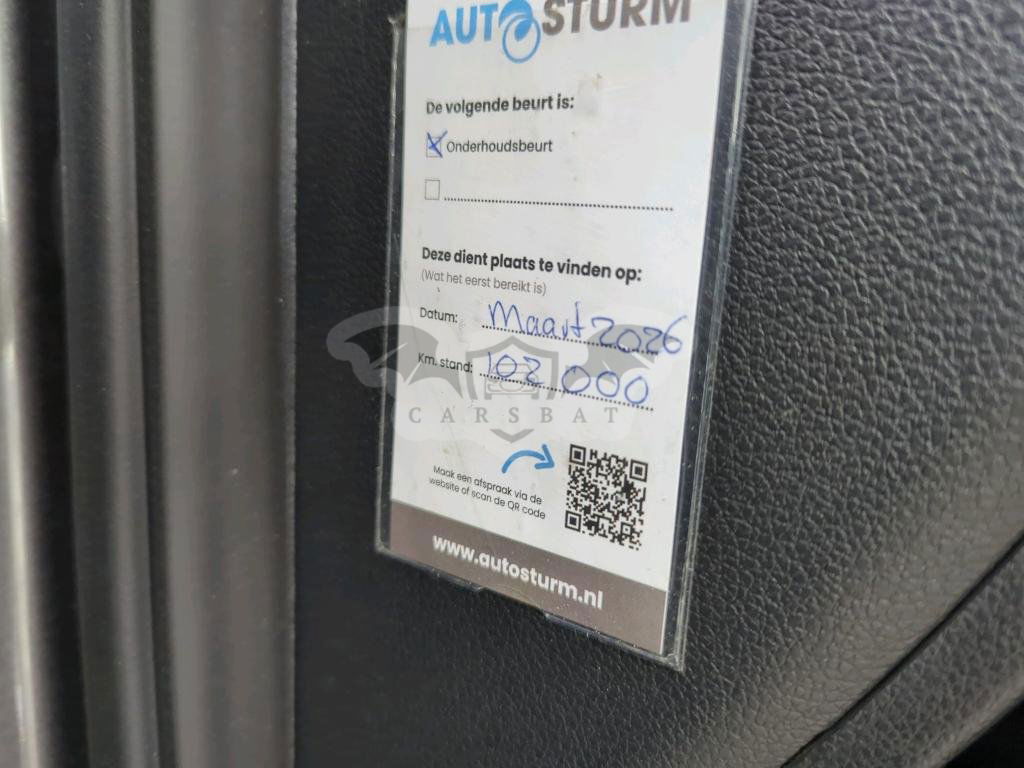 AUTOSTURM
De volgende beurt is:
Onderhoudsbeurt
Deze dient plaats te vinden op:
(Wat het eerst bereikt is)
Datum: Maart 2026
Km. stand: 102 000
CARSBAT
Maak een afspraak via de
website of scan de QR code
www.autosturm.nl